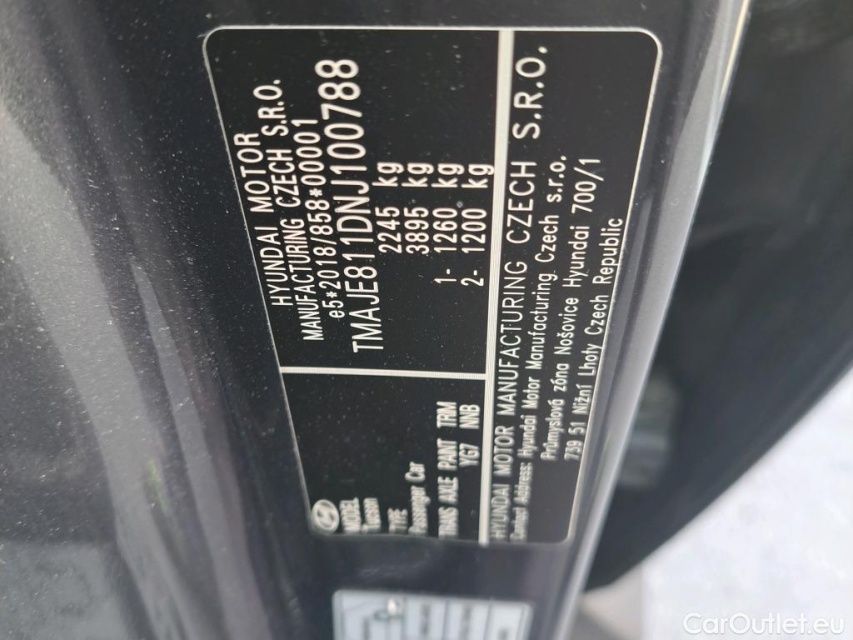 HYUNDAI MOTOR
MANUFACTURING CZECH S.R.O.
e5*2018/858*00001
TMAJE811DNJ100788
2245 kg
3895 kg
1- 1260 kg
2- 1200 kg
MODEL
Tucson
TYPE
Passenger Car
TRANS AXLE PAINT TRM
YG7 NNB
HYUNDAI MOTOR MANUFACTURING CZECH S.R.O.
Contact Address: Hyundai Motor Manufacturing Czech s.r.o.
Průmyslová zóna Nošovice Hyundai 700/1
739 51 Nižní Lhoty Czech Republic
CarOutlet.eu